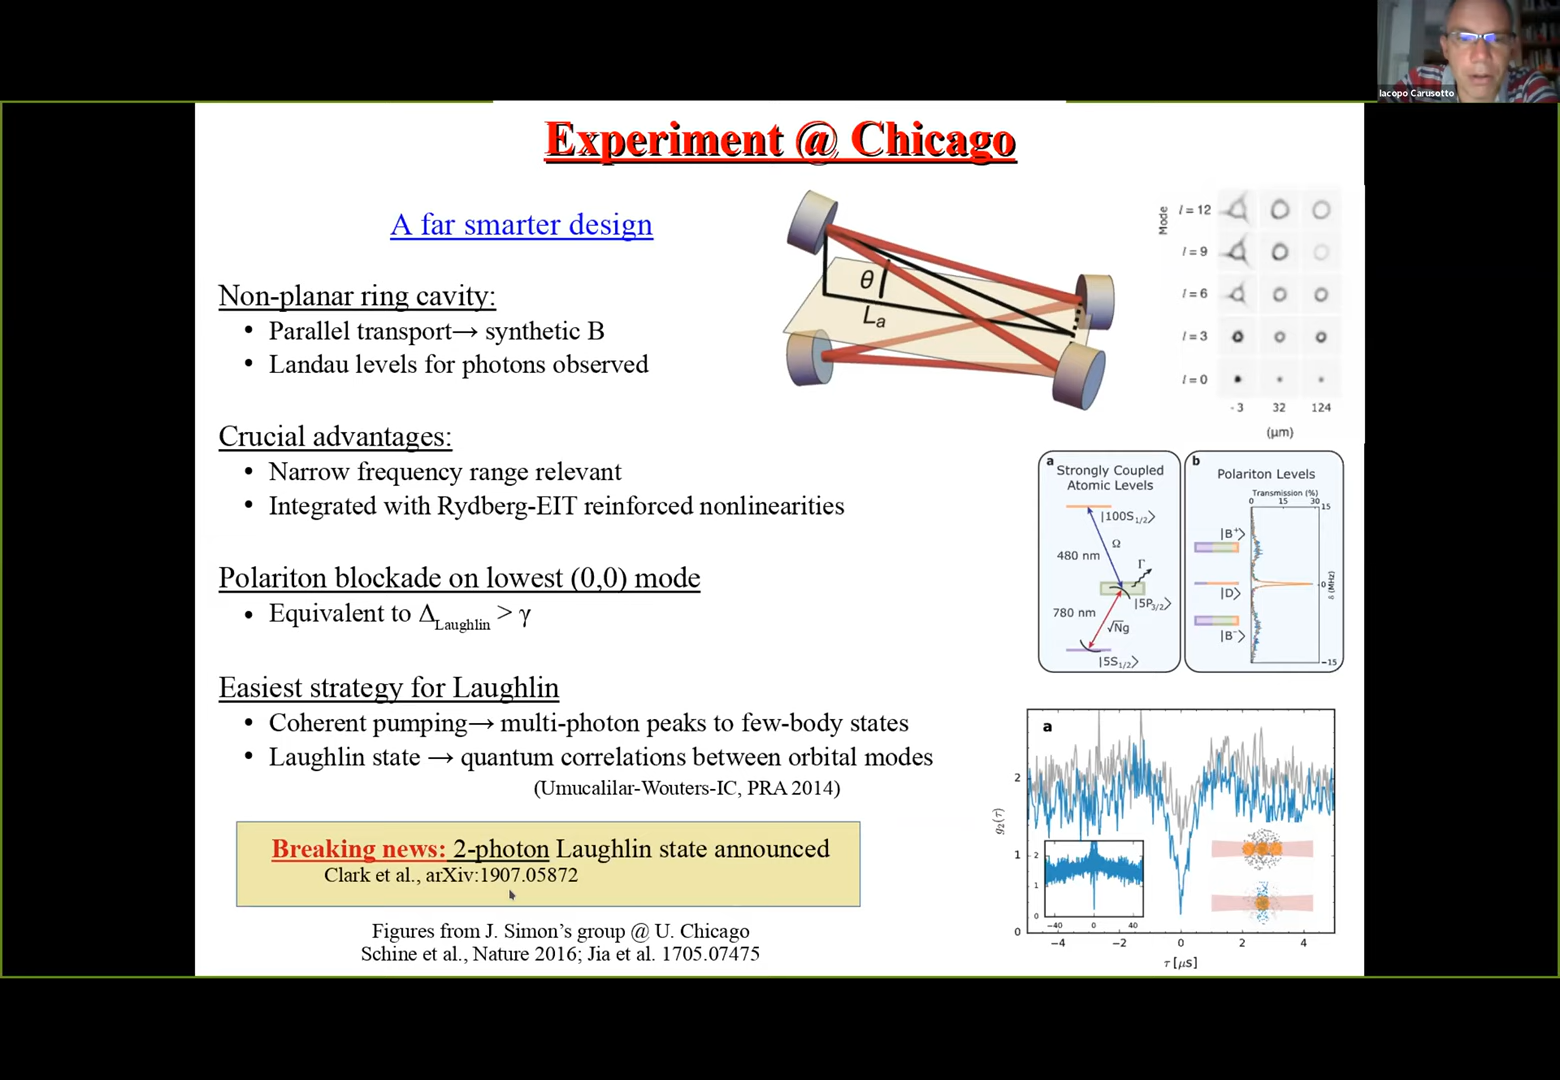 Iacopo Carusotto
Experiment @ Chicago
A far smarter design
Non-planar ring cavity:
• Parallel transport→ synthetic B
• Landau levels for photons observed
Crucial advantages:
• Narrow frequency range relevant
• Integrated with Rydberg-EIT reinforced nonlinearities
Polariton blockade on lowest (0,0) mode
• Equivalent to Δ_Laughlin > γ
Easiest strategy for Laughlin
• Coherent pumping→ multi-photon peaks to few-body states
• Laughlin state → quantum correlations between orbital modes
(Umucalilar-Wouters-IC, PRA 2014)
Breaking news: 2-photon Laughlin state announced
Clark et al., arXiv:1907.05872
Figures from J. Simon's group @ U. Chicago
Schine et al., Nature 2016; Jia et al. 1705.07475
θ
La
Mode
l = 12
l = 9
l = 6
l = 3
l = 0
-3 32 124
(μm)
a
Strongly Coupled
Atomic Levels
|100S1/2⟩
Ω
480 nm
Γ
|5P3/2⟩
780 nm
√Ng
|5S1/2⟩
b
Polariton Levels
Transmission (%)
0 15 30
15
|B+⟩
0
δ (MHz)
|D⟩
|B-⟩
-15
a
2
g2(τ)
1
0
2
1
0
-40 0 40
-4 -2 0 2 4
τ [μs]